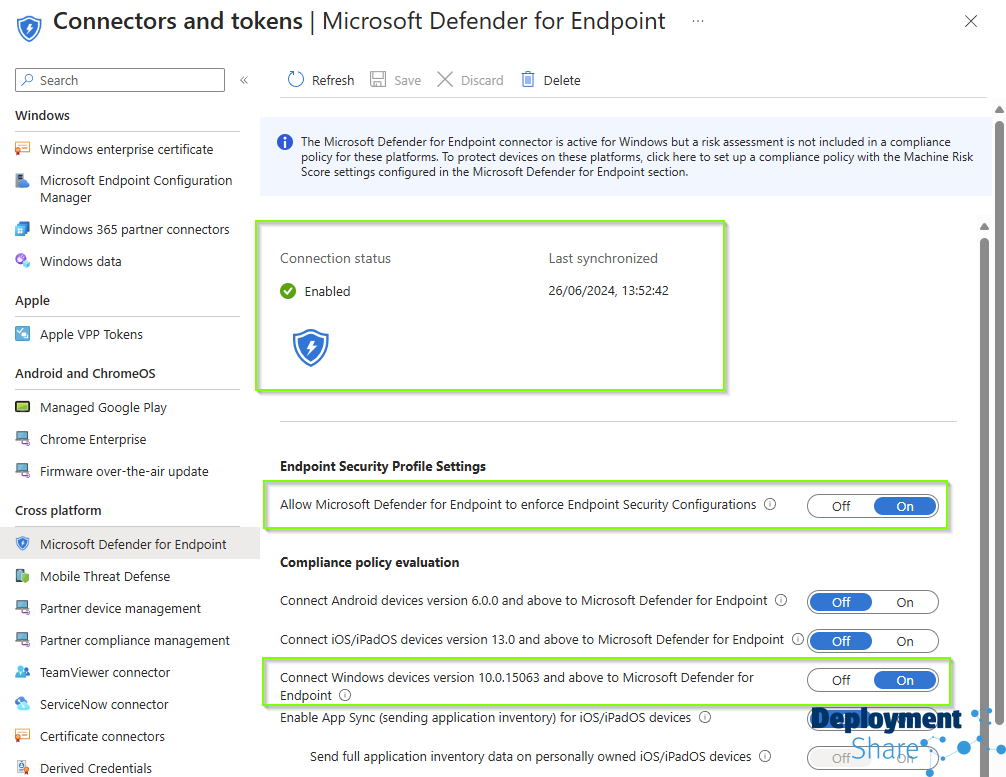 Connectors and tokens | Microsoft Defender for Endpoint ...
Search
«
Refresh
Save
Discard
Delete
Windows
Windows enterprise certificate
Microsoft Endpoint Configuration
Manager
Windows 365 partner connectors
Windows data
Apple
Apple VPP Tokens
Android and ChromeOS
Managed Google Play
Chrome Enterprise
Firmware over-the-air update
Cross platform
Microsoft Defender for Endpoint
Mobile Threat Defense
Partner device management
Partner compliance management
TeamViewer connector
ServiceNow connector
Certificate connectors
Derived Credentials
The Microsoft Defender for Endpoint connector is active for Windows but a risk assessment is not included in a compliance
policy for these platforms. To protect devices on these platforms, click here to set up a compliance policy with the Machine Risk
Score settings configured in the Microsoft Defender for Endpoint section.
Connection status
Last synchronized
Enabled
26/06/2024, 13:52:42
Endpoint Security Profile Settings
Allow Microsoft Defender for Endpoint to enforce Endpoint Security Configurations
Off On
Compliance policy evaluation
Connect Android devices version 6.0.0 and above to Microsoft Defender for Endpoint
Off On
Connect iOS/iPadOS devices version 13.0 and above to Microsoft Defender for Endpoint
Off On
Connect Windows devices version 10.0.15063 and above to Microsoft Defender for
Endpoint
Off On
Enable App Sync (sending application inventory) for iOS/iPadOS devices
Send full application inventory data on personally owned iOS/iPadOS devices
Off On
Deployment
Share